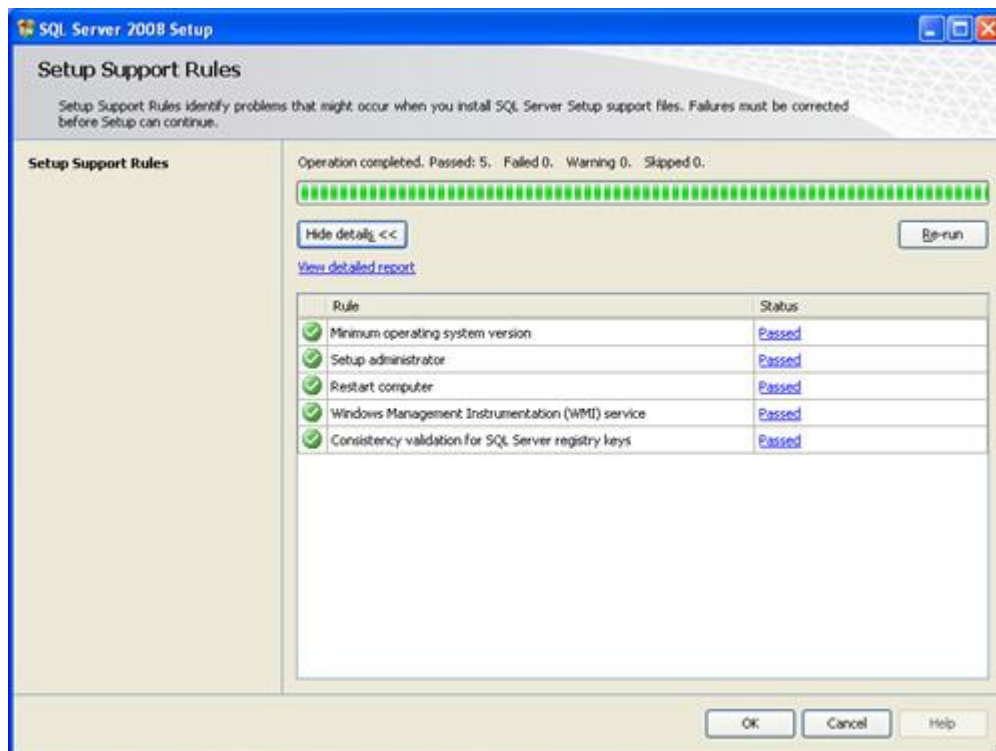 SQL Server 2008 Setup
Setup Support Rules
Setup Support Rules identify problems that might occur when you install SQL Server Setup support files. Failures must be corrected
before Setup can continue.
Setup Support Rules
Operation completed. Passed: 5. Failed 0. Warning 0. Skipped 0.
Hide details <<
Re-run
View detailed report
Rule Status
Minimum operating system version Passed
Setup administrator Passed
Restart computer Passed
Windows Management Instrumentation (WMI) service Passed
Consistency validation for SQL Server registry keys Passed
OK Cancel Help